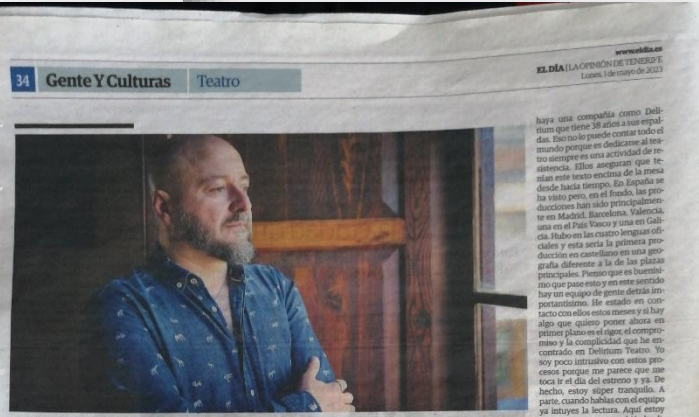 www.eldia.es
EL DÍA | LA OPINIÓN DE TENERIFE
Lunes, 1 de mayo de 2023
34 Gente Y Culturas Teatro
haya una compañía como Deli-
rium que tiene 38 años a sus espal-
das. Eso no lo puede contar todo el
mundo porque es dedicarse al tea-
tro siempre es una actividad de re-
sistencia. Ellos aseguran que te-
nían este texto encima de la mesa
desde hacía tiempo. En España se
ha visto pero, en el fondo, las pro-
ducciones han sido principalmen-
te en Madrid, Barcelona, Valencia,
una en el País Vasco y una en Gali-
cia. Hubo en las cuatro lenguas ofi-
ciales y esta sería la primera pro-
ducción en castellano en una geo-
grafía diferente a la de las plazas
principales. Pienso que es buenísi-
mo que pase esto y en este sentido
hay un equipo de gente detrás im-
portantísimo. He estado en con-
tacto con ellos estos meses y si hay
algo que quiero poner ahora en
primer plano es el rigor, el compro-
miso y la complicidad que he en-
contrado en Delirium Teatro. Yo
soy poco intrusivo con estos pro-
cesos porque me parece que me
toca ir el día del estreno y ya. De
hecho, estoy súper tranquilo. A
parte, cuando hablas con el equipo
ya intuyes la lectura. Aquí estoy